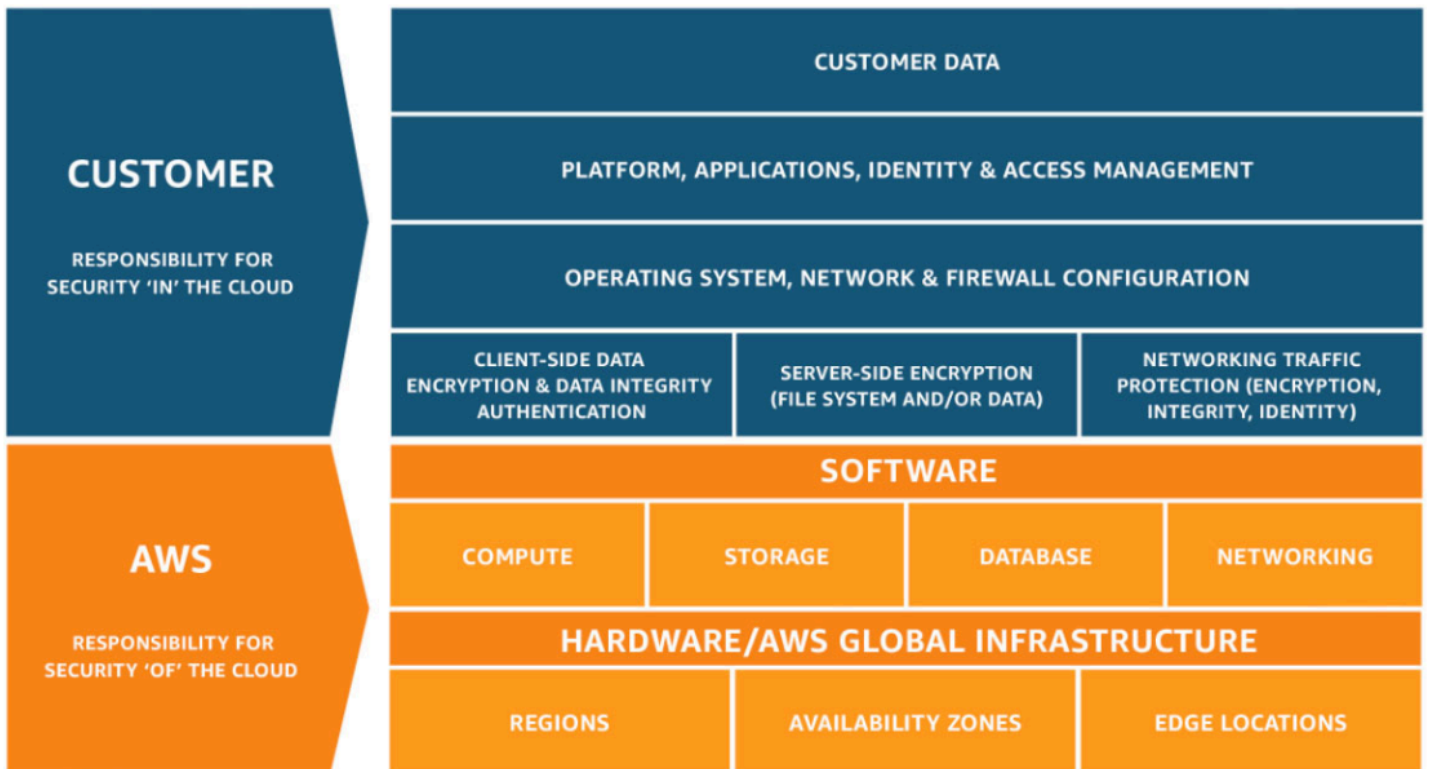 CUSTOMER
RESPONSIBILITY FOR
SECURITY ‘IN’ THE CLOUD
CUSTOMER DATA
PLATFORM, APPLICATIONS, IDENTITY & ACCESS MANAGEMENT
OPERATING SYSTEM, NETWORK & FIREWALL CONFIGURATION
CLIENT-SIDE DATA
ENCRYPTION & DATA INTEGRITY
AUTHENTICATION
SERVER-SIDE ENCRYPTION
(FILE SYSTEM AND/OR DATA)
NETWORKING TRAFFIC
PROTECTION (ENCRYPTION,
INTEGRITY, IDENTITY)
AWS
RESPONSIBILITY FOR
SECURITY ‘OF’ THE CLOUD
SOFTWARE
COMPUTE
STORAGE
DATABASE
NETWORKING
HARDWARE/AWS GLOBAL INFRASTRUCTURE
REGIONS
AVAILABILITY ZONES
EDGE LOCATIONS